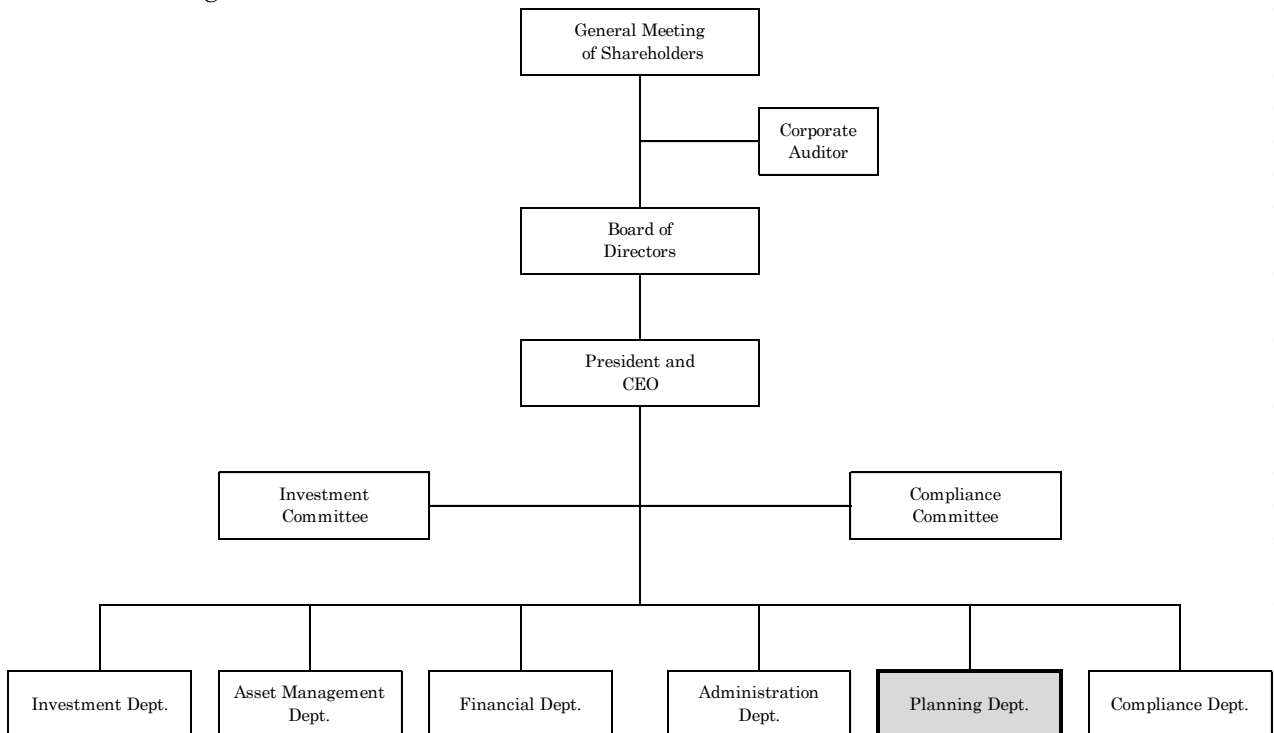 General Meeting
of Shareholders
Corporate
Auditor
Board of
Directors
President and
CEO
Investment
Committee
Compliance
Committee
Investment Dept.
Asset Management
Dept.
Financial Dept.
Administration
Dept.
Planning Dept.
Compliance Dept.